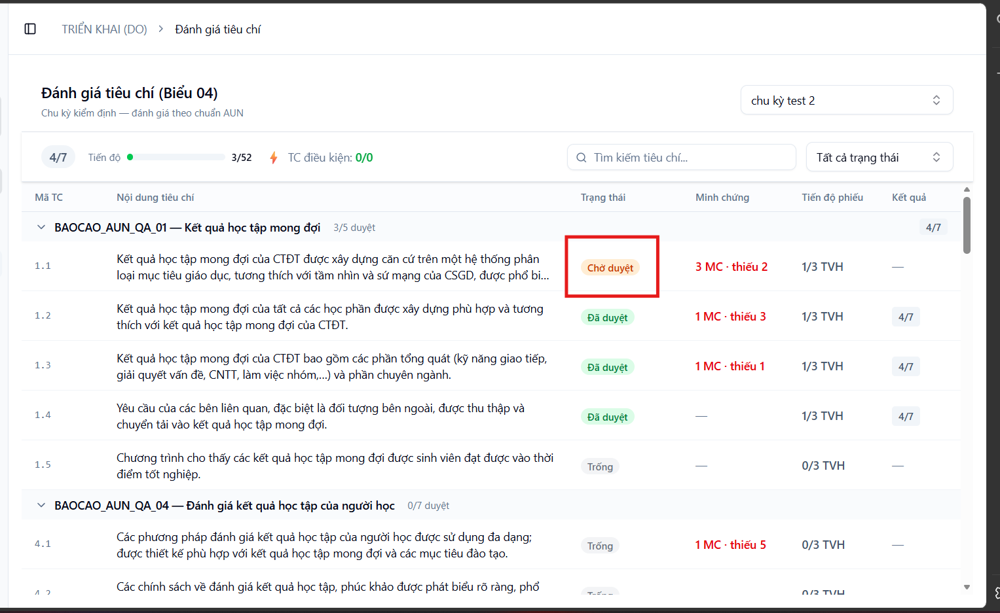 TRIỂN KHAI (DO) > Đánh giá tiêu chí
Đánh giá tiêu chí (Biểu 04)
Chu kỳ kiểm định — đánh giá theo chuẩn AUN
chu kỳ test 2
4/7 Tiến độ 3/52 TC điều kiện: 0/0 Tìm kiếm tiêu chí... Tất cả trạng thái
Mã TC Nội dung tiêu chí Trạng thái Minh chứng Tiến độ phiếu Kết quả
BAOCAO_AUN_QA_01 — Kết quả học tập mong đợi 3/5 duyệt 4/7
1.1 Kết quả học tập mong đợi của CTĐT được xây dựng căn cứ trên một hệ thống phân
loại mục tiêu giáo dục, tương thích với tầm nhìn và sứ mạng của CSGD, được phổ bi... Chờ duyệt 3 MC · thiếu 2 1/3 TVH —
1.2 Kết quả học tập mong đợi của tất cả các học phần được xây dựng phù hợp và tương
thích với kết quả học tập mong đợi của CTĐT. Đã duyệt 1 MC · thiếu 3 1/3 TVH 4/7
1.3 Kết quả học tập mong đợi của CTĐT bao gồm các phần tổng quát (kỹ năng giao tiếp,
giải quyết vấn đề, CNTT, làm việc nhóm,...) và phần chuyên ngành. Đã duyệt 1 MC · thiếu 1 1/3 TVH 4/7
1.4 Yêu cầu của các bên liên quan, đặc biệt là đối tượng bên ngoài, được thu thập và
chuyển tải vào kết quả học tập mong đợi. Đã duyệt — 1/3 TVH 4/7
1.5 Chương trình cho thấy các kết quả học tập mong đợi được sinh viên đạt được vào thời
điểm tốt nghiệp. Trống — 0/3 TVH —
BAOCAO_AUN_QA_04 — Đánh giá kết quả học tập của người học 0/7 duyệt
4.1 Các phương pháp đánh giá kết quả học tập của người học được sử dụng đa dạng;
được thiết kế phù hợp với kết quả học tập mong đợi và các mục tiêu đào tạo. Trống 1 MC · thiếu 5 0/3 TVH —
4.2 Các chính sách về đánh giá kết quả học tập, phúc khảo được phát biểu rõ ràng, phổ Trống 0/3 TVH